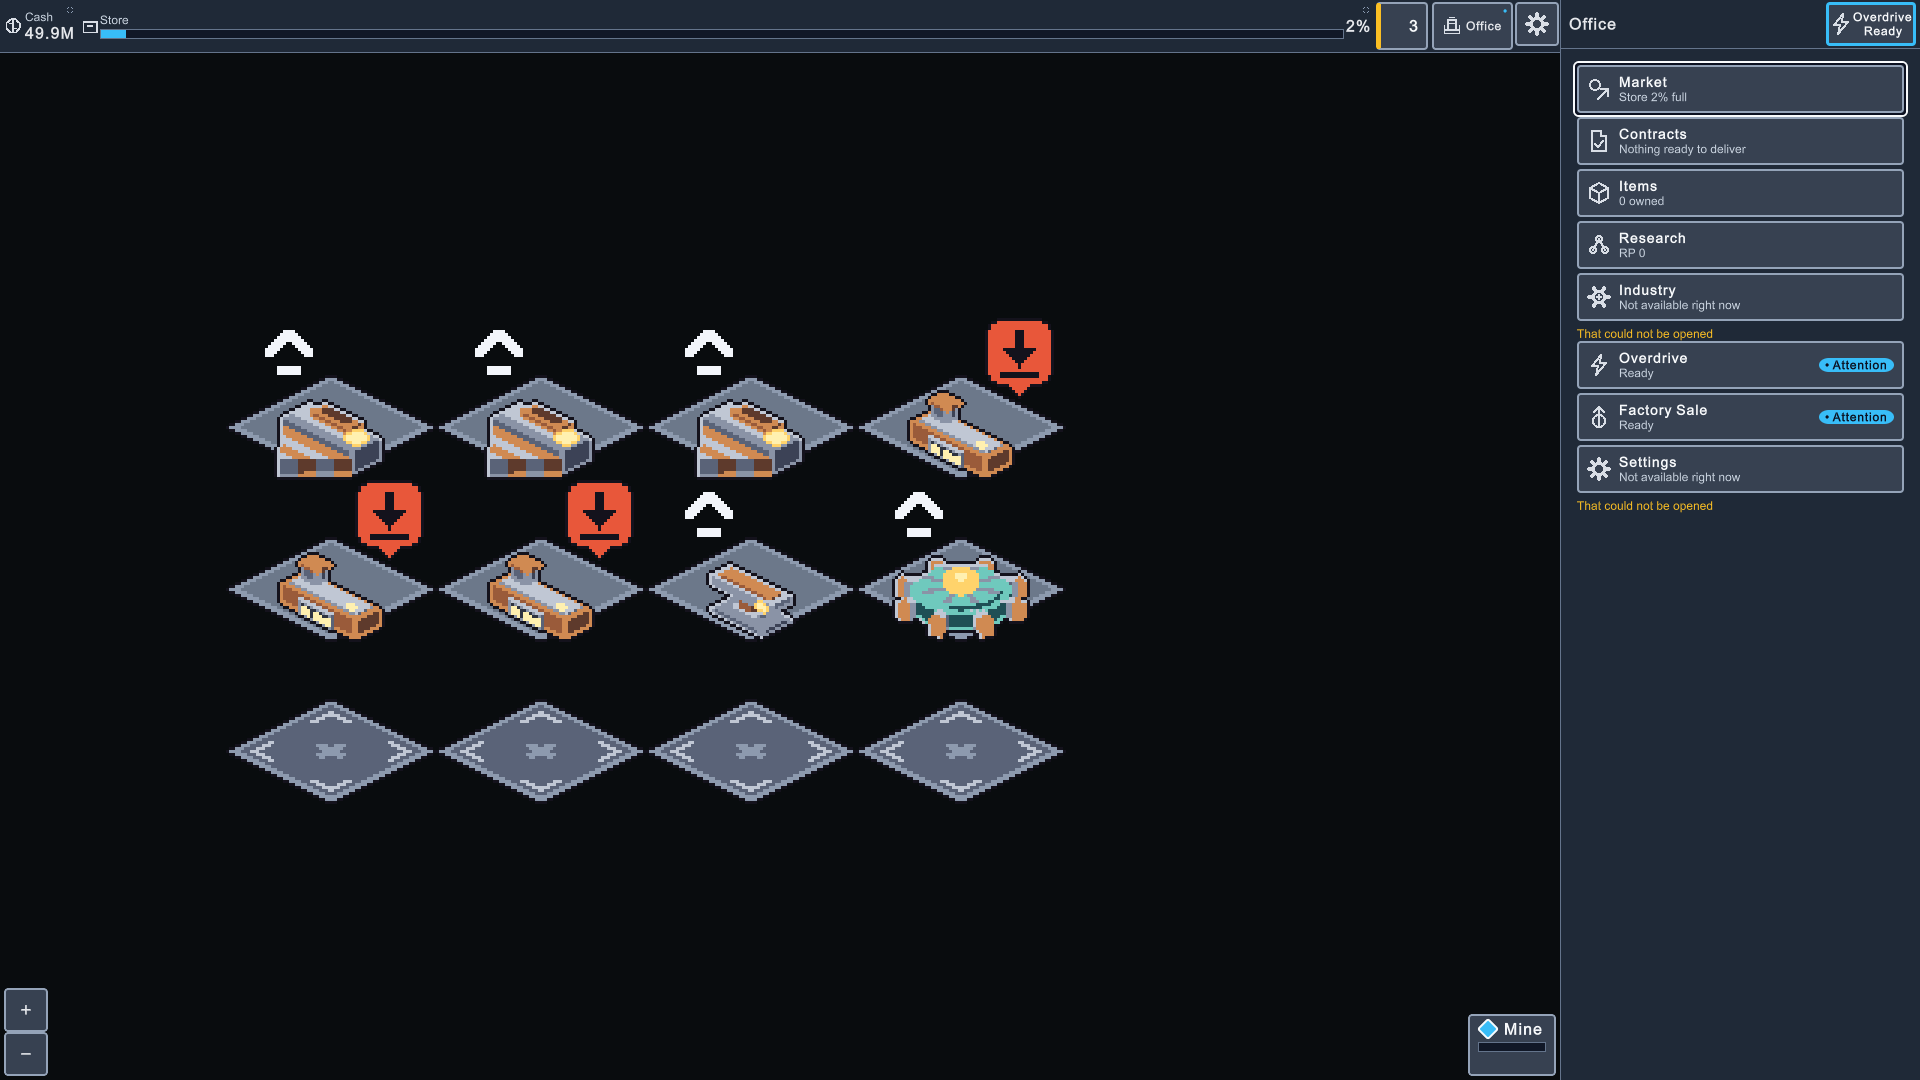 Cash
49.9M
Store
2%
3
Office
Office
Overdrive
Ready
Market
Store 2% full
Contracts
Nothing ready to deliver
Items
0 owned
Research
RP 0
Industry
Not available right now
That could not be opened
Overdrive
Ready
• Attention
Factory Sale
Ready
• Attention
Settings
Not available right now
That could not be opened
+
−
Mine